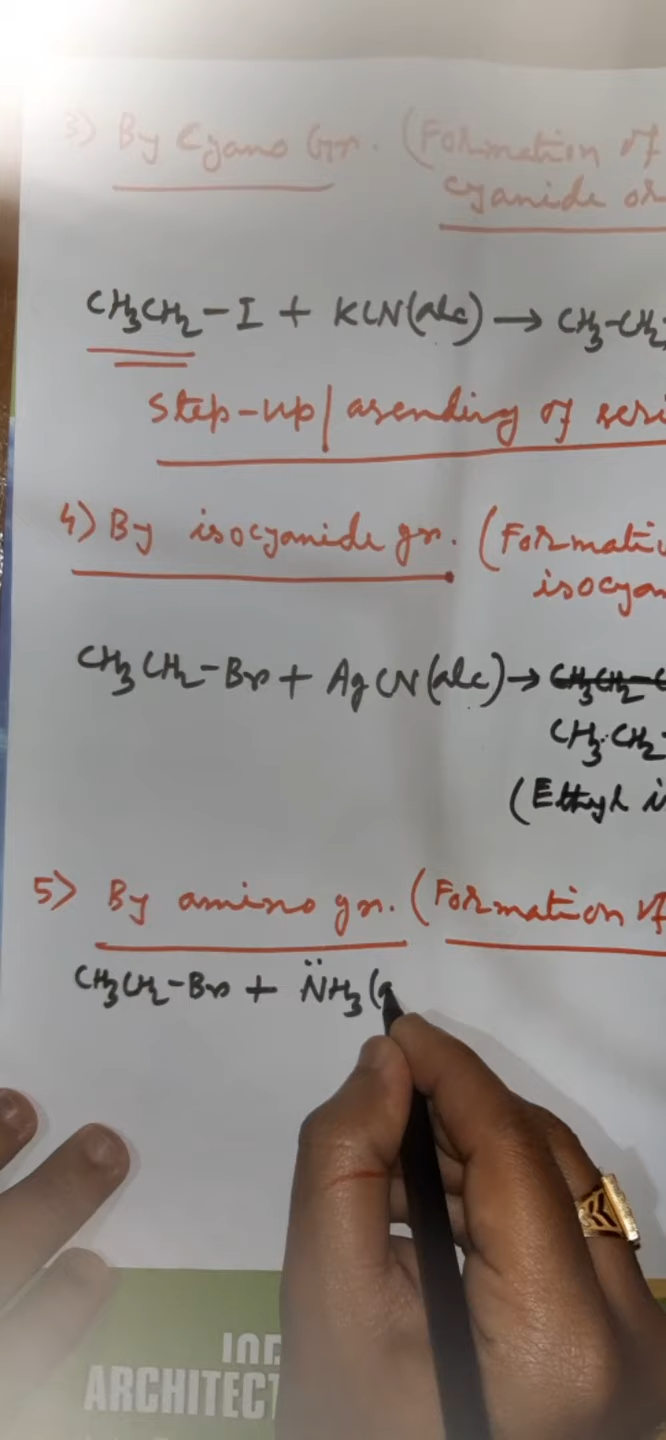 3) By Cyano Gr. (Formation of
cyanide or
CH3CH2-I + KCN(alc) → CH3-CH2
Step-up/asending of seri
4) By isocyanide gr. (Formati
isocyan
CH3CH2-Br + AgCN(alc) → CH3CH2-C
CH3CH2-
(Ethyl i
5) By amino gr. (Formation of
CH3CH2-Br + N̈H3(a
ARCHITECT